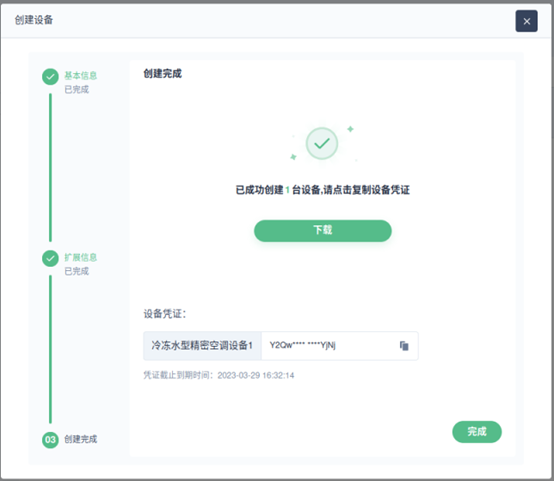 创建设备
基本信息
已完成
扩展信息
已完成
03 创建完成
创建完成
已成功创建 1 台设备,请点击复制设备凭证
下载
设备凭证：
冷冻水型精密空调设备1 Y2Qw**** ****YjNj
凭证截止到期时间：2023-03-29 16:32:14
完成